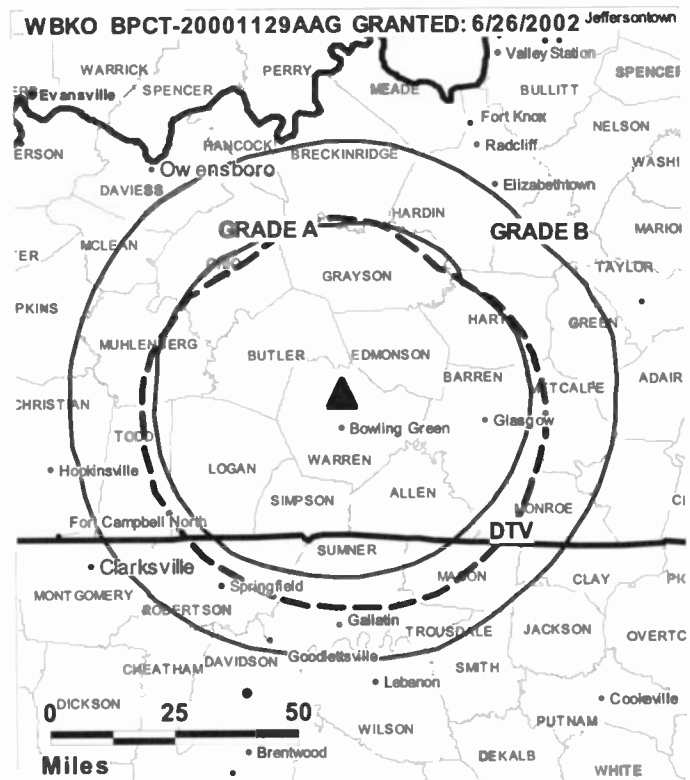 WBKO BPCT-20001129AAG GRANTED: 6/26/2002 Jeffersontown
Valley Station
WARRICK PERRY SPENCER
Evansville SPENCER MEADE BULLITT
Fort Knox
HANCOCK NELSON
ERSON BRECKINRIDGE Radcliff
Owensboro WASHI
DAVIESS Elizabethtown
HARDIN
GRADE A GRADE B MARIO
MCLEAN
TER OHIO TAYLOR
GRAYSON
PKINS HART GREEN
MUHLENBERG
BUTLER EDMONSON
BARREN METCALFE ADAIR
CHRISTIAN
Bowling Green Glasgow
TODD
WARREN
Hopkinsville LOGAN
SIMPSON ALLEN
MONROE
Fort Campbell North
DTV
SUMNER
Clarksville MACON CLAY
MONTGOMERY Springfield
ROBERTSON
Gallatin
TROUSDALE JACKSON OVERTO
Goodlettsville
CHEATHAM DAVIDSON SMITH
Lebanon
DICKSON Cookeville
0 25 50
WILSON PUTNAM
Miles Brentwood DEKALB
WHITE